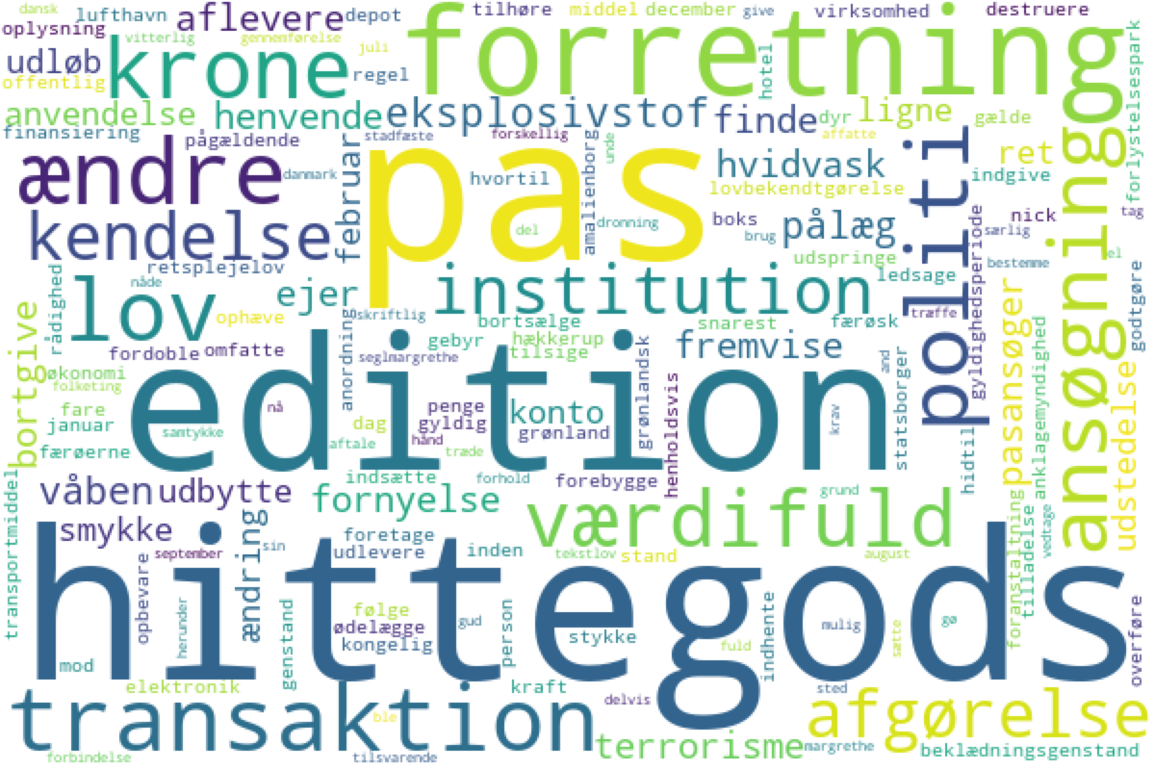 dansk
lufthavn
aflevere
depot
tilhøre
middel
december
give
virksomhed
destruere
oplysning
vitterlig
gennemførelse
juli
forretning
udløb
krone
regel
hotel
offentlig
forlystelsespark
anvendelse
henvende
eksplosivstof
finde
dyr
ligne
gælde
finansiering
pågældende
stadfæste
forskellig
affatte
unde
ændre
danmark
februar
pas
hvortil
amalienborg
hvidvask
politi
ret
indgive
lovbekendtgørelse
kendelse
del
dronning
boks
brug
pålæg
nick
tag
særlig
ansøgning
udspringe
retsplejelov
nåde
rådighed
lov
ejer
institution
ledsage
bestemme
el
godtgøre
ophæve
skriftlig
bortsælge
snarest
færøsk
træffe
gyldighedsperiode
pasansøger
bortgive
fordoble
omfatte
anordning
seglmargrethe
gebyr
hækkerup
tilsige
grønlandsk
fremvise
and
statsborger
anklagemyndighed
økonomi
folketing
edition
fare
januar
nå
penge
gyldig
konto
dag
grønland
henholdsvis
krav
hidtil
udstedelse
færøerne
samtykke
aftale
hånd
træde
indsætte
forhold
forebygge
våben
udbytte
fornyelse
værdifuld
grund
smykke
ændring
foretage
transportmiddel
september
sin
udlevere
inden
tekstlov
stand
august
foranstaltning
tilladelse
vedtage
hittegods
opbevare
herunder
genstand
følge
ødelægge
kongelig
gud
person
stykke
fuld
indhente
mulig
sætte
gø
overføre
mod
elektronik
kraft
delvis
sted
transaktion
ble
afgørelse
terrorisme
margrethe
beklædningsgenstand
forbindelse
tilsvarende